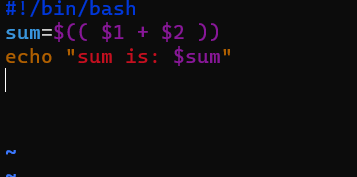 #!/bin/bash
sum=$(( $1 + $2 ))
echo "sum is: $sum"
~
~